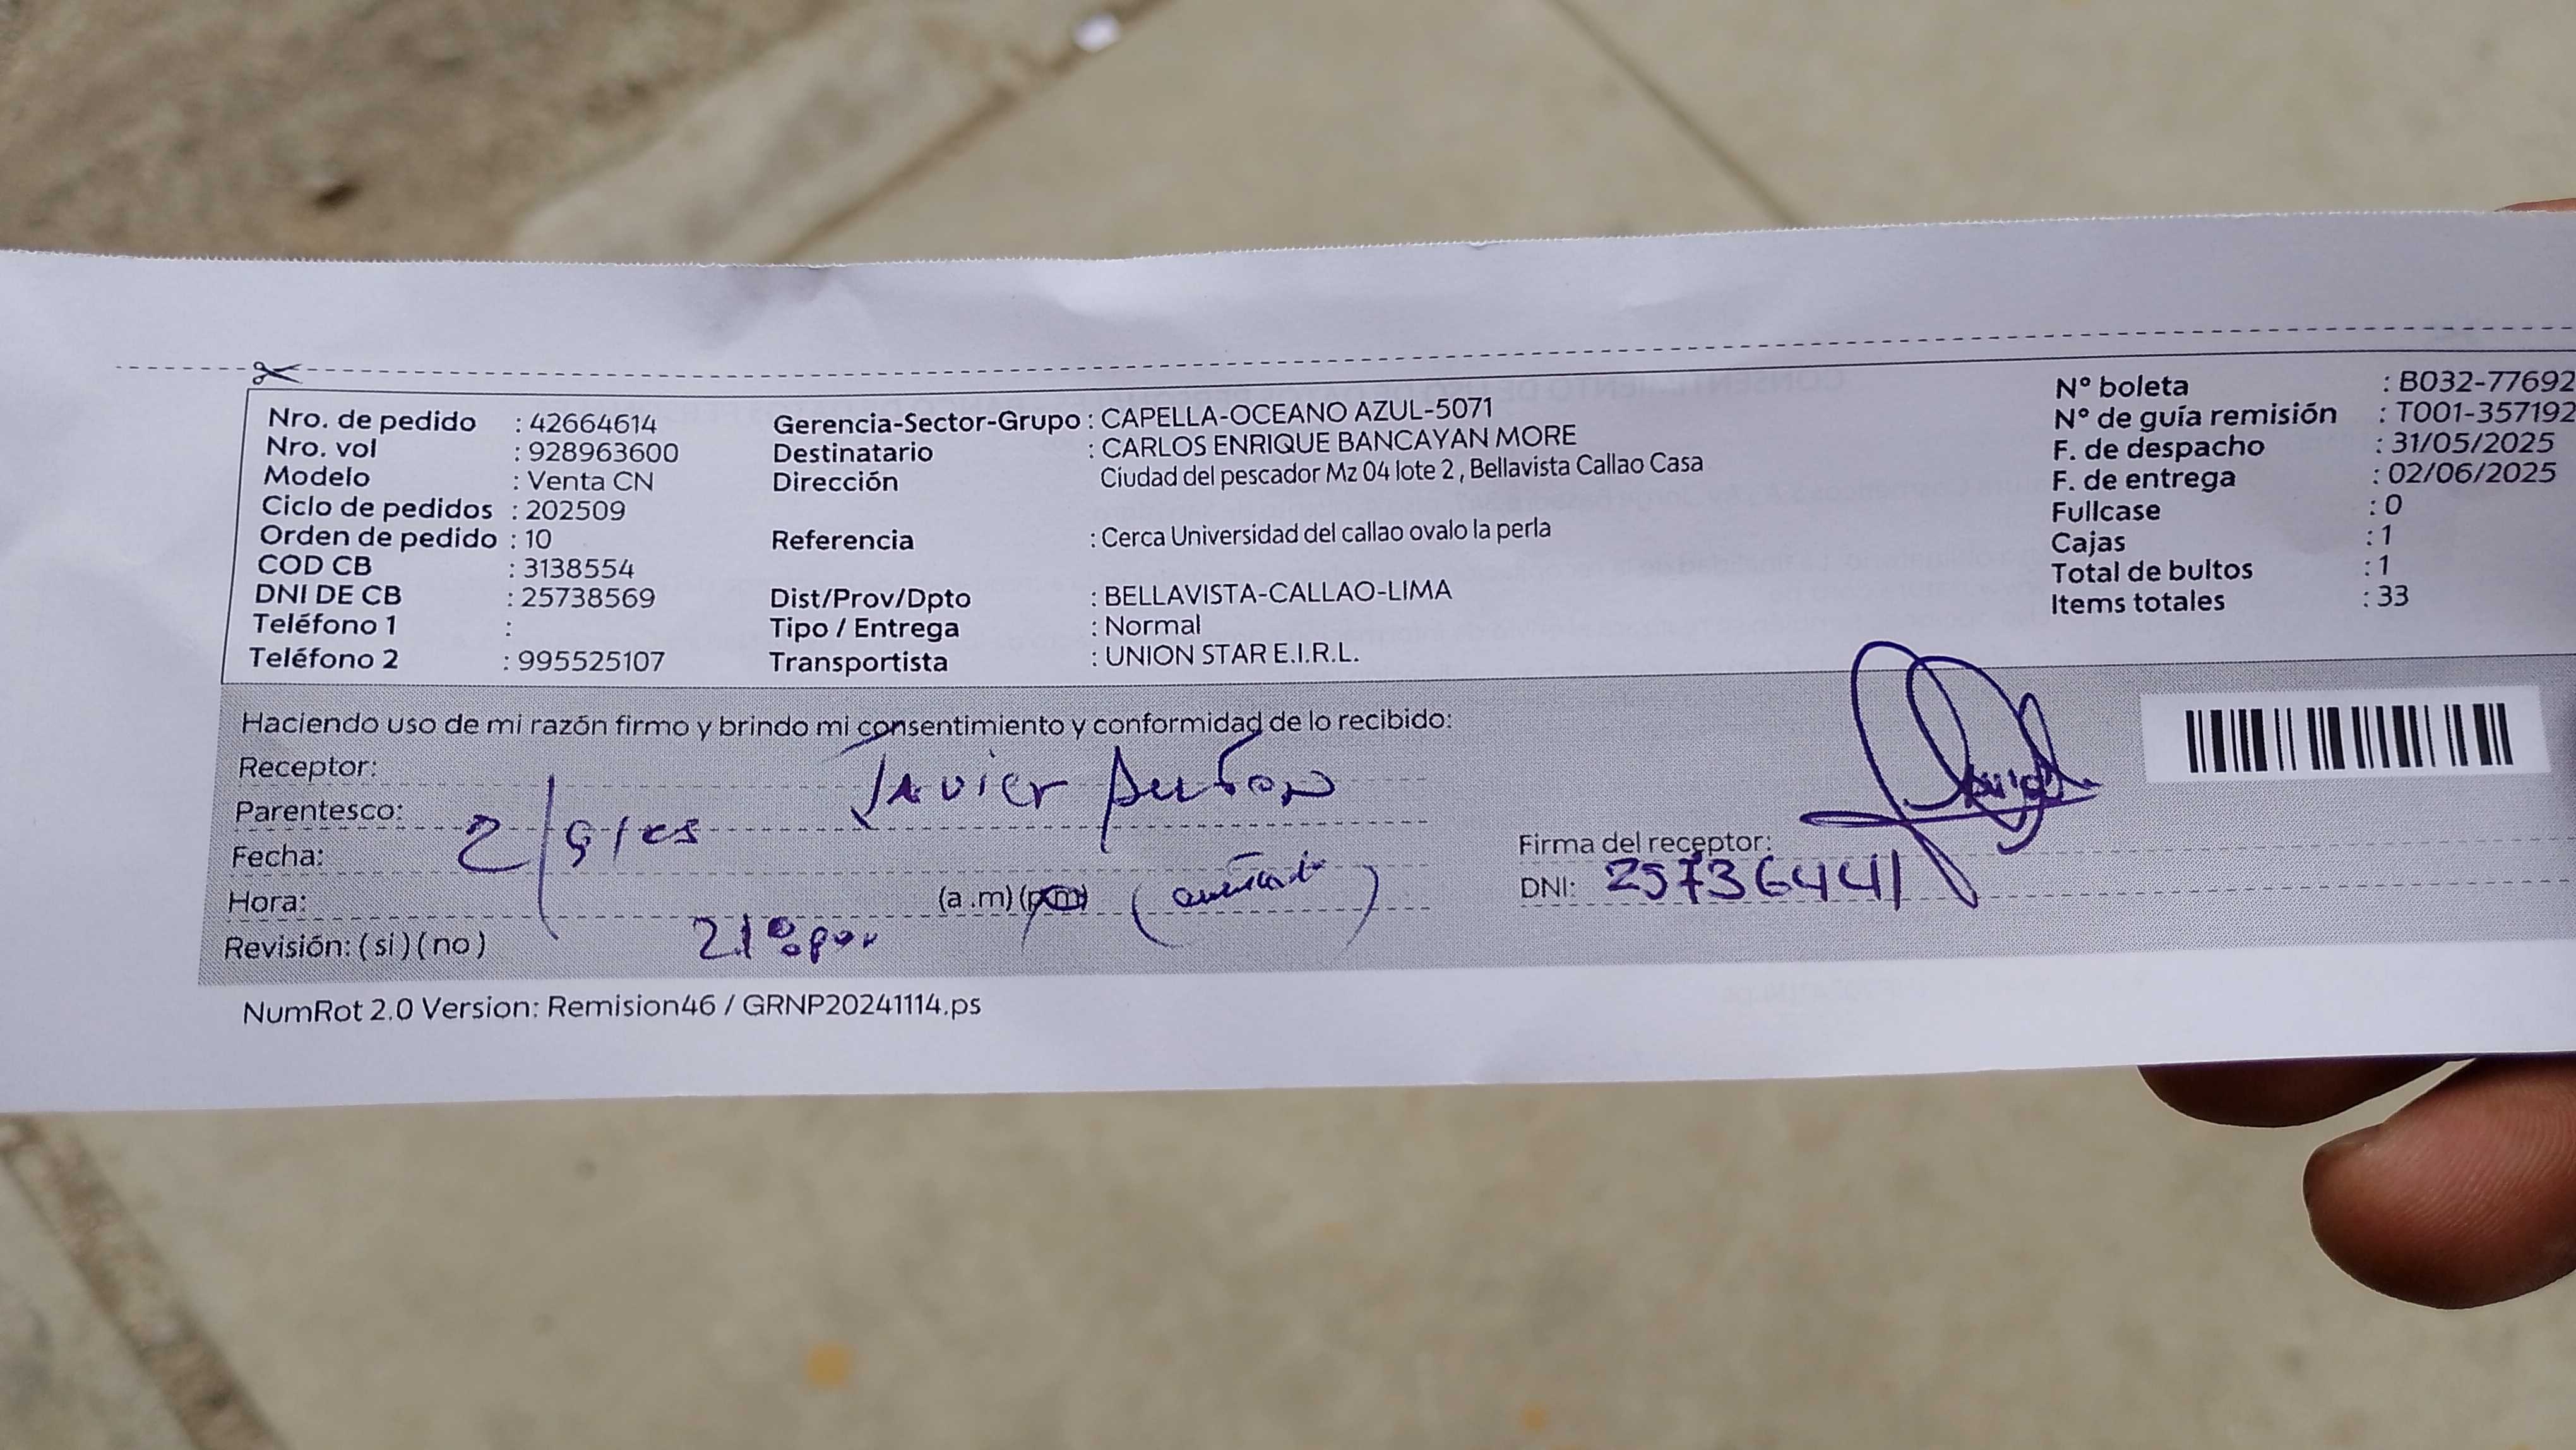 Nro. de pedido : 42664614
Nro. vol : 928963600
Modelo : Venta CN
Ciclo de pedidos : 202509
Orden de pedido : 10
COD CB : 3138554
DNI DE CB : 25738569
Teléfono 1 :
Teléfono 2 : 995525107
Gerencia-Sector-Grupo : CAPELLA-OCEANO AZUL-5071
Destinatario : CARLOS ENRIQUE BANCAYAN MORE
Dirección Ciudad del pescador Mz 04 lote 2 , Bellavista Callao Casa
Referencia : Cerca Universidad del callao ovalo la perla
Dist/Prov/Dpto : BELLAVISTA-CALLAO-LIMA
Tipo / Entrega : Normal
Transportista : UNION STAR E.I.R.L.
N° boleta : B032-77692
N° de guía remisión : T001-357192
F. de despacho : 31/05/2025
F. de entrega : 02/06/2025
Fullcase : 0
Cajas : 1
Total de bultos : 1
Items totales : 33
Haciendo uso de mi razón firmo y brindo mi consentimiento y conformidad de lo recibido:
Receptor: Javier
Parentesco:
Fecha:
Hora: (a .m) (p.m)
Revisión: ( si ) ( no )
Firma del receptor:
DNI: 25736441
NumRot 2.0 Version: Remision46 / GRNP20241114.ps